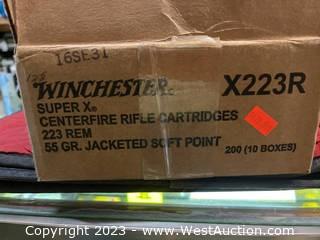 16SE31
125
WINCHESTER® X223R
SUPER X®
CENTERFIRE RIFLE CARTRIDGES
223 REM
55 GR. JACKETED SOFT POINT 200 (10 BOXES)
Copyright 2023 - www.WestAuction.com